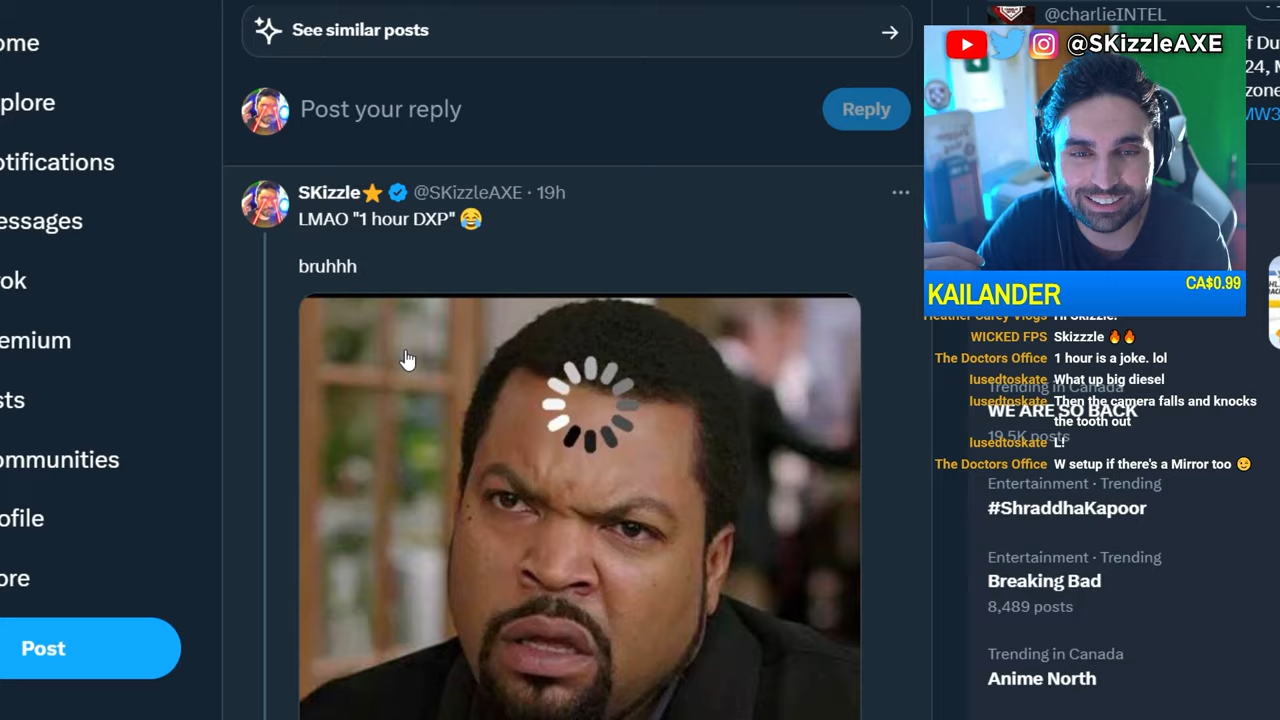 ome
plore
otifications
essages
ok
emium
sts
ommunities
ofile
ore
Post
See similar posts
Post your reply
Reply
SKizzle @SKizzleAXE · 19h
LMAO "1 hour DXP" 😂
bruhhh
@charlieINTEL
f Du
24, M
zone
MW3
@SKizzleAXE
KAILANDER
CA$0.99
Heather Carey Vlogs Hi Skizzle!
WICKED FPS Skizzzle 🔥🔥
The Doctors Office 1 hour is a joke. lol
lusedtoskate What up big diesel
lusedtoskate Then the camera falls and knocks
the tooth out
lusedtoskate L!
The Doctors Office W setup if there's a Mirror too 😉
Trending in Canada
WE ARE SO BACK
19.5K posts
Entertainment · Trending
#ShraddhaKapoor
Entertainment · Trending
Breaking Bad
8,489 posts
Trending in Canada
Anime North